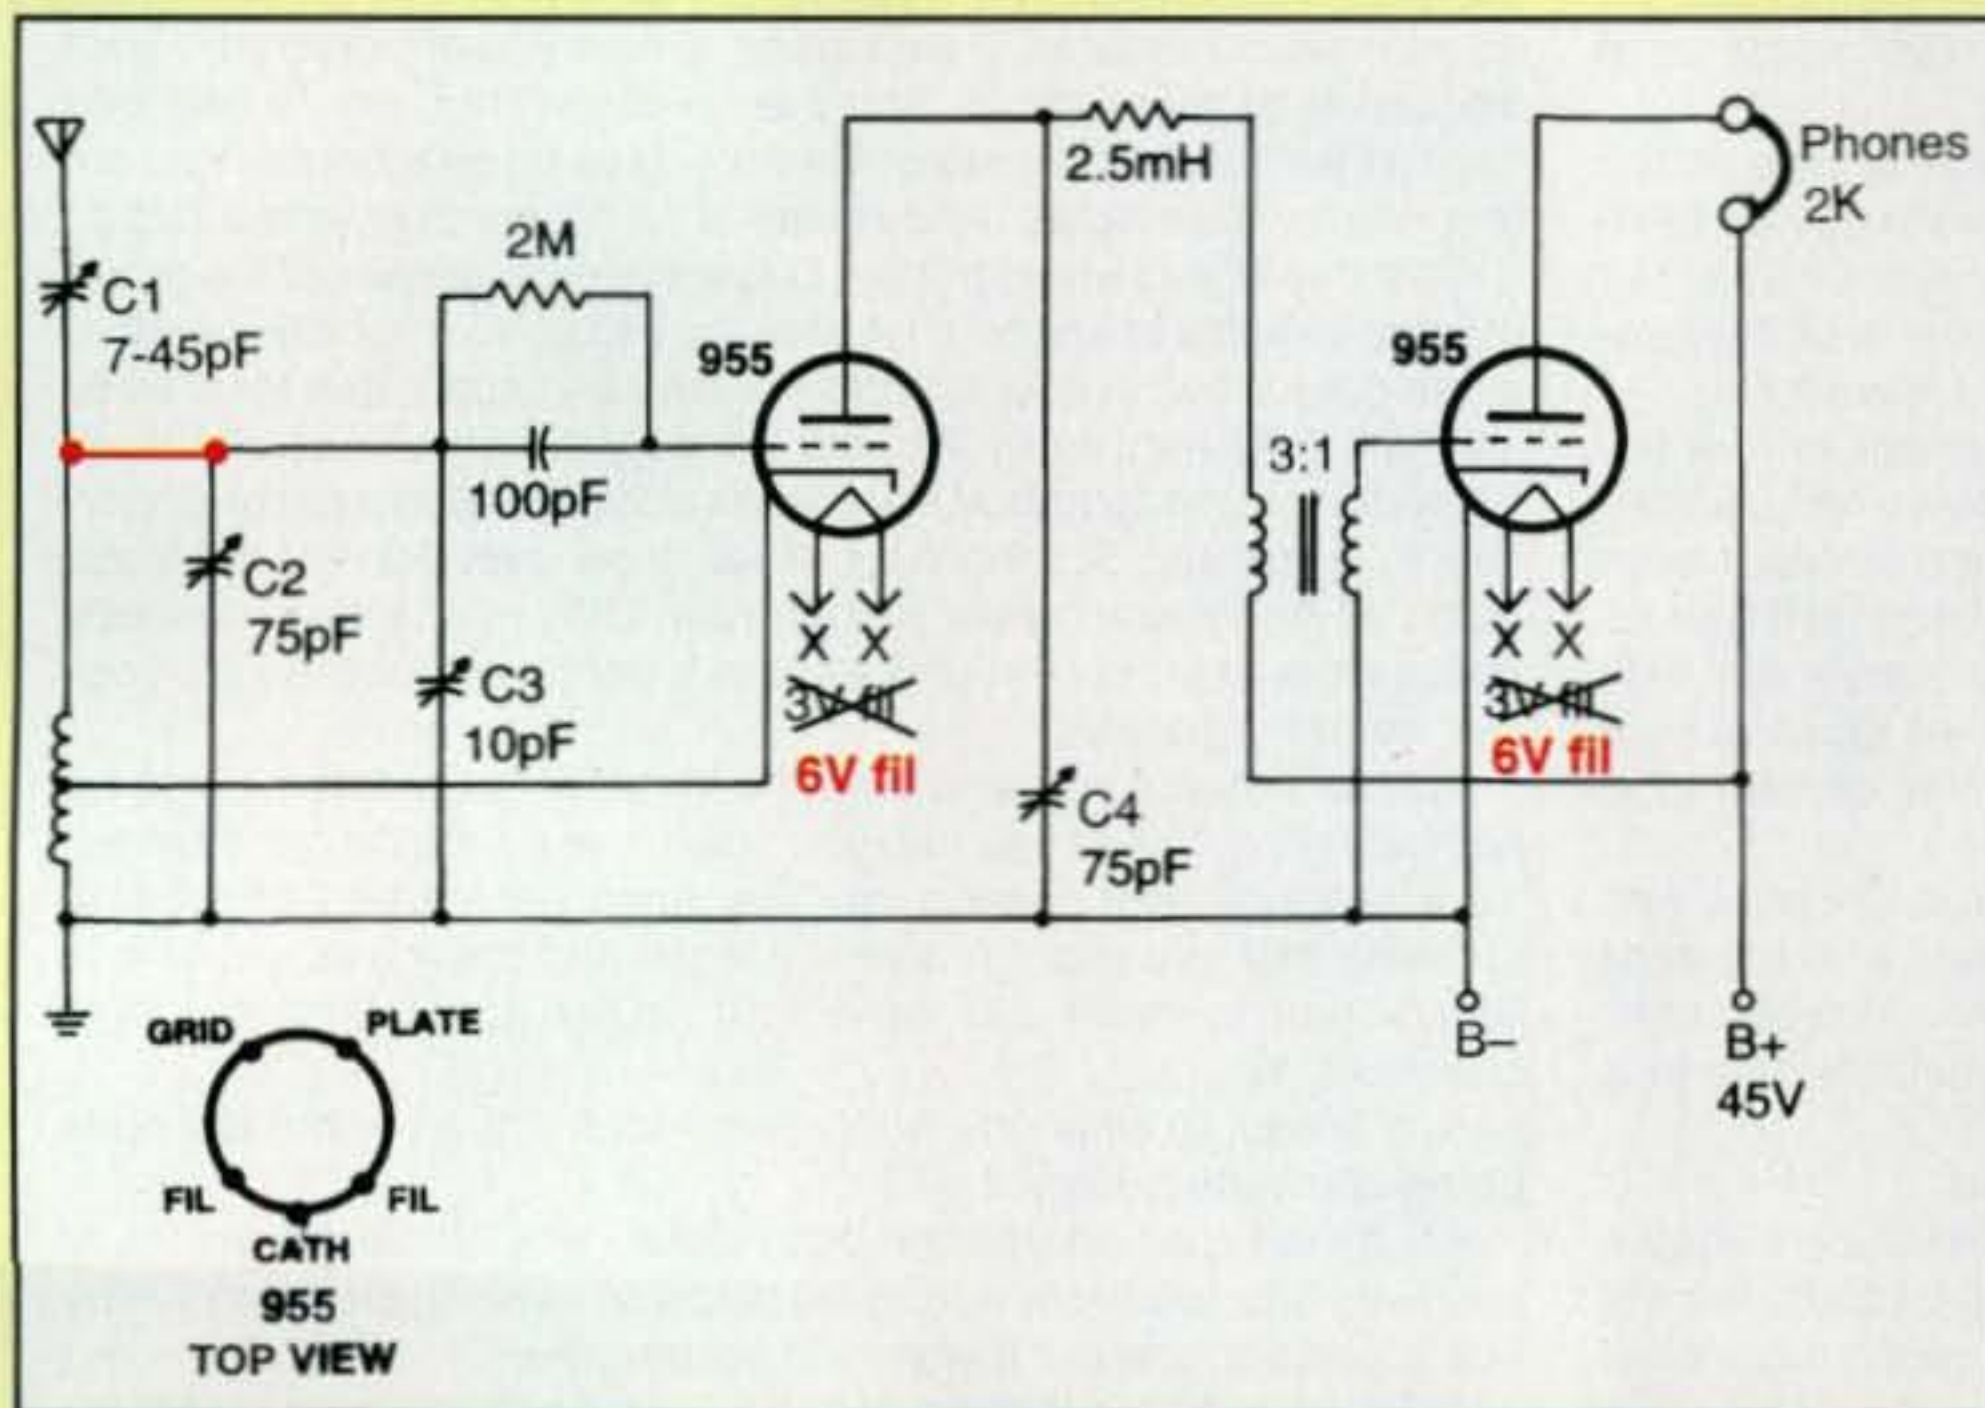 2.5mH
Phones
2K
2M
C1
7-45pF
955
955
100pF
3:1
C2
75pF
X X
X X
C3
10pF
3V fil
3V fil
6V fil
6V fil
C4
75pF
GRID
PLATE
B–
B+
45V
FIL
FIL
CATH
955
TOP VIEW